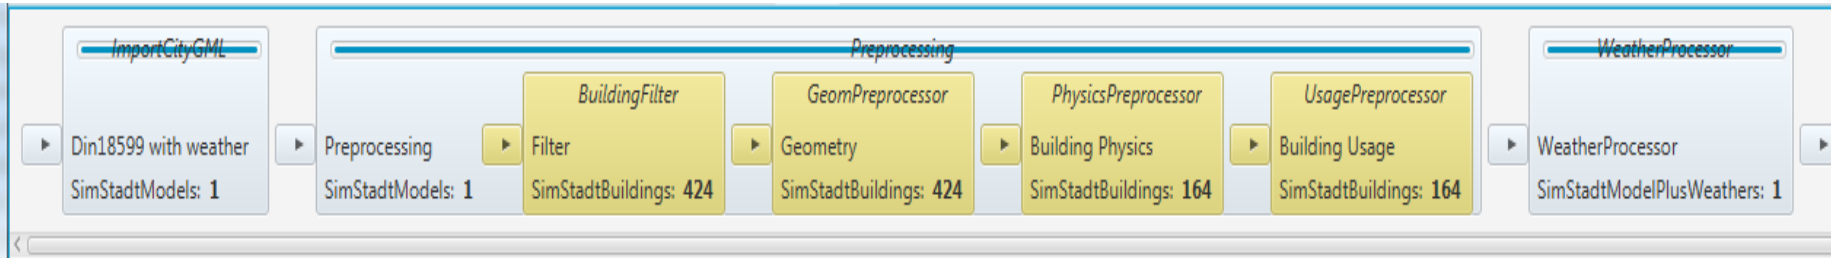 ImportCityGML
Din18599 with weather
SimStadtModels: 1
Preprocessing
Preprocessing
SimStadtModels: 1
BuildingFilter
Filter
SimStadtBuildings: 424
GeomPreprocessor
Geometry
SimStadtBuildings: 424
PhysicsPreprocessor
Building Physics
SimStadtBuildings: 164
UsagePreprocessor
Building Usage
SimStadtBuildings: 164
WeatherProcessor
WeatherProcessor
SimStadtModelPlusWeathers: 1